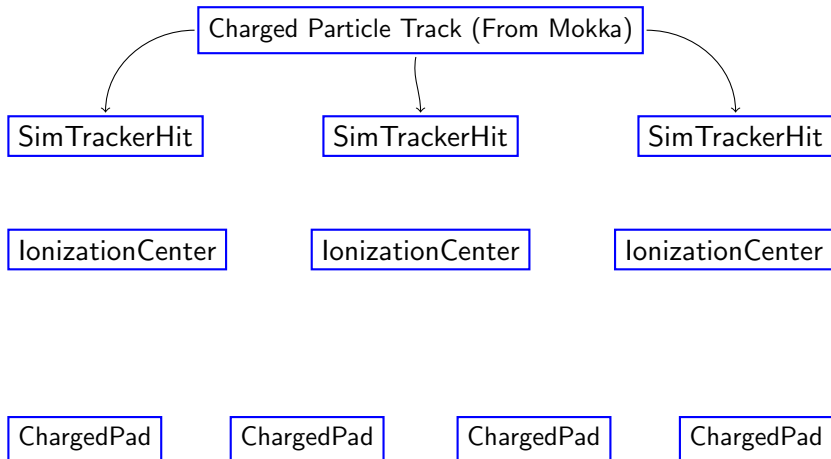 Charged Particle Track (From Mokka)
SimTrackerHit SimTrackerHit SimTrackerHit
IonizationCenter IonizationCenter IonizationCenter
ChargedPad ChargedPad ChargedPad ChargedPad